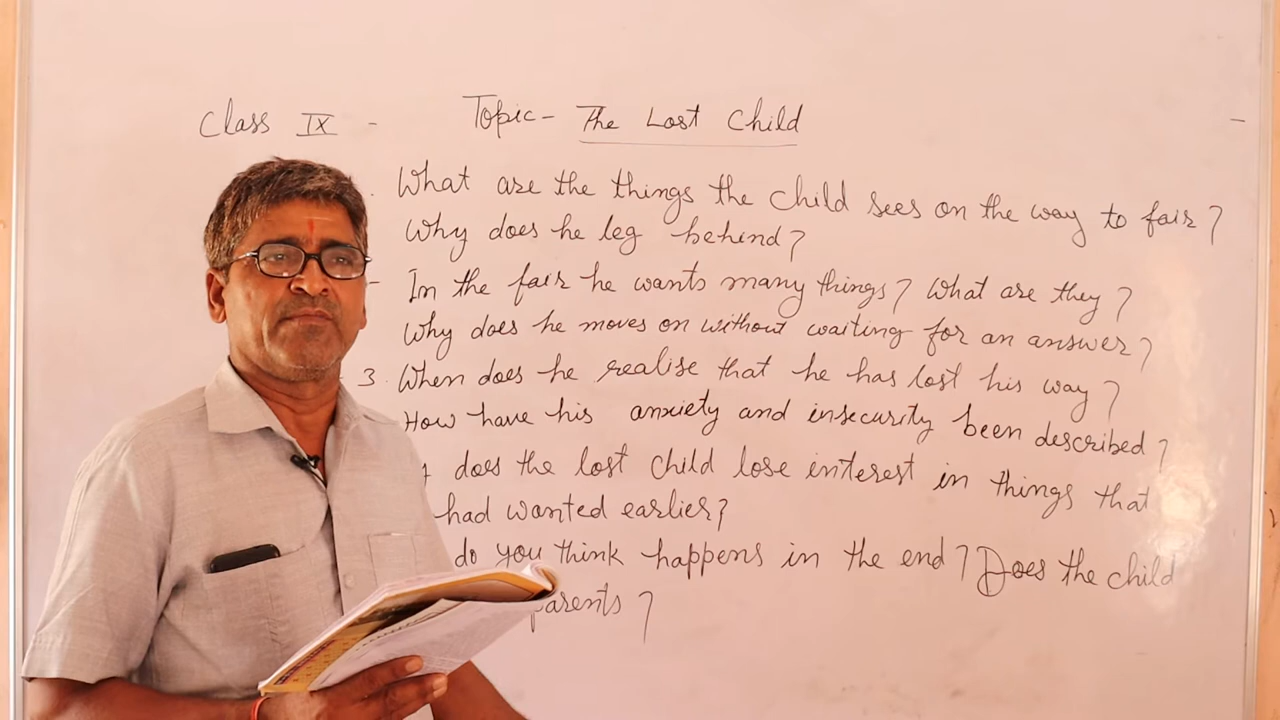 Class IX - Topic - The Lost Child -
What are the things the child sees on the way to fair?
Why does he leg behind?
- In the fair he wants many things? What are they?
Why does he moves on without waiting for an answer?
3. When does he realise that he has lost his way?
How have his anxiety and insecurity been described?
does the lost child lose interest in things that
had wanted earlier?
do you think happens in the end? Does the child
parents?